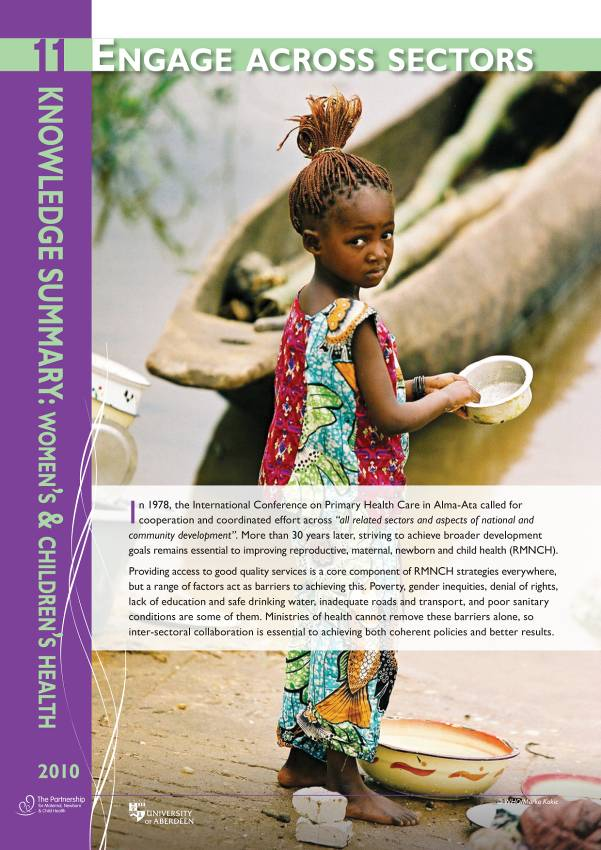 11 ENGAGE ACROSS SECTORS
KNOWLEDGE SUMMARY: WOMEN'S & CHILDREN'S HEALTH
In 1978, the International Conference on Primary Health Care in Alma-Ata called for
cooperation and coordinated effort across "all related sectors and aspects of national and
community development". More than 30 years later, striving to achieve broader development
goals remains essential to improving reproductive, maternal, newborn and child health (RMNCH).
Providing access to good quality services is a core component of RMNCH strategies everywhere,
but a range of factors act as barriers to achieving this. Poverty, gender inequities, denial of rights,
lack of education and safe drinking water, inadequate roads and transport, and poor sanitary
conditions are some of them. Ministries of health cannot remove these barriers alone, so
inter-sectoral collaboration is essential to achieving both coherent policies and better results.
2010
The Partnership
for Maternal, Newborn
& Child Health
UNIVERSITY
OF ABERDEEN
WHO/Marko Kokic